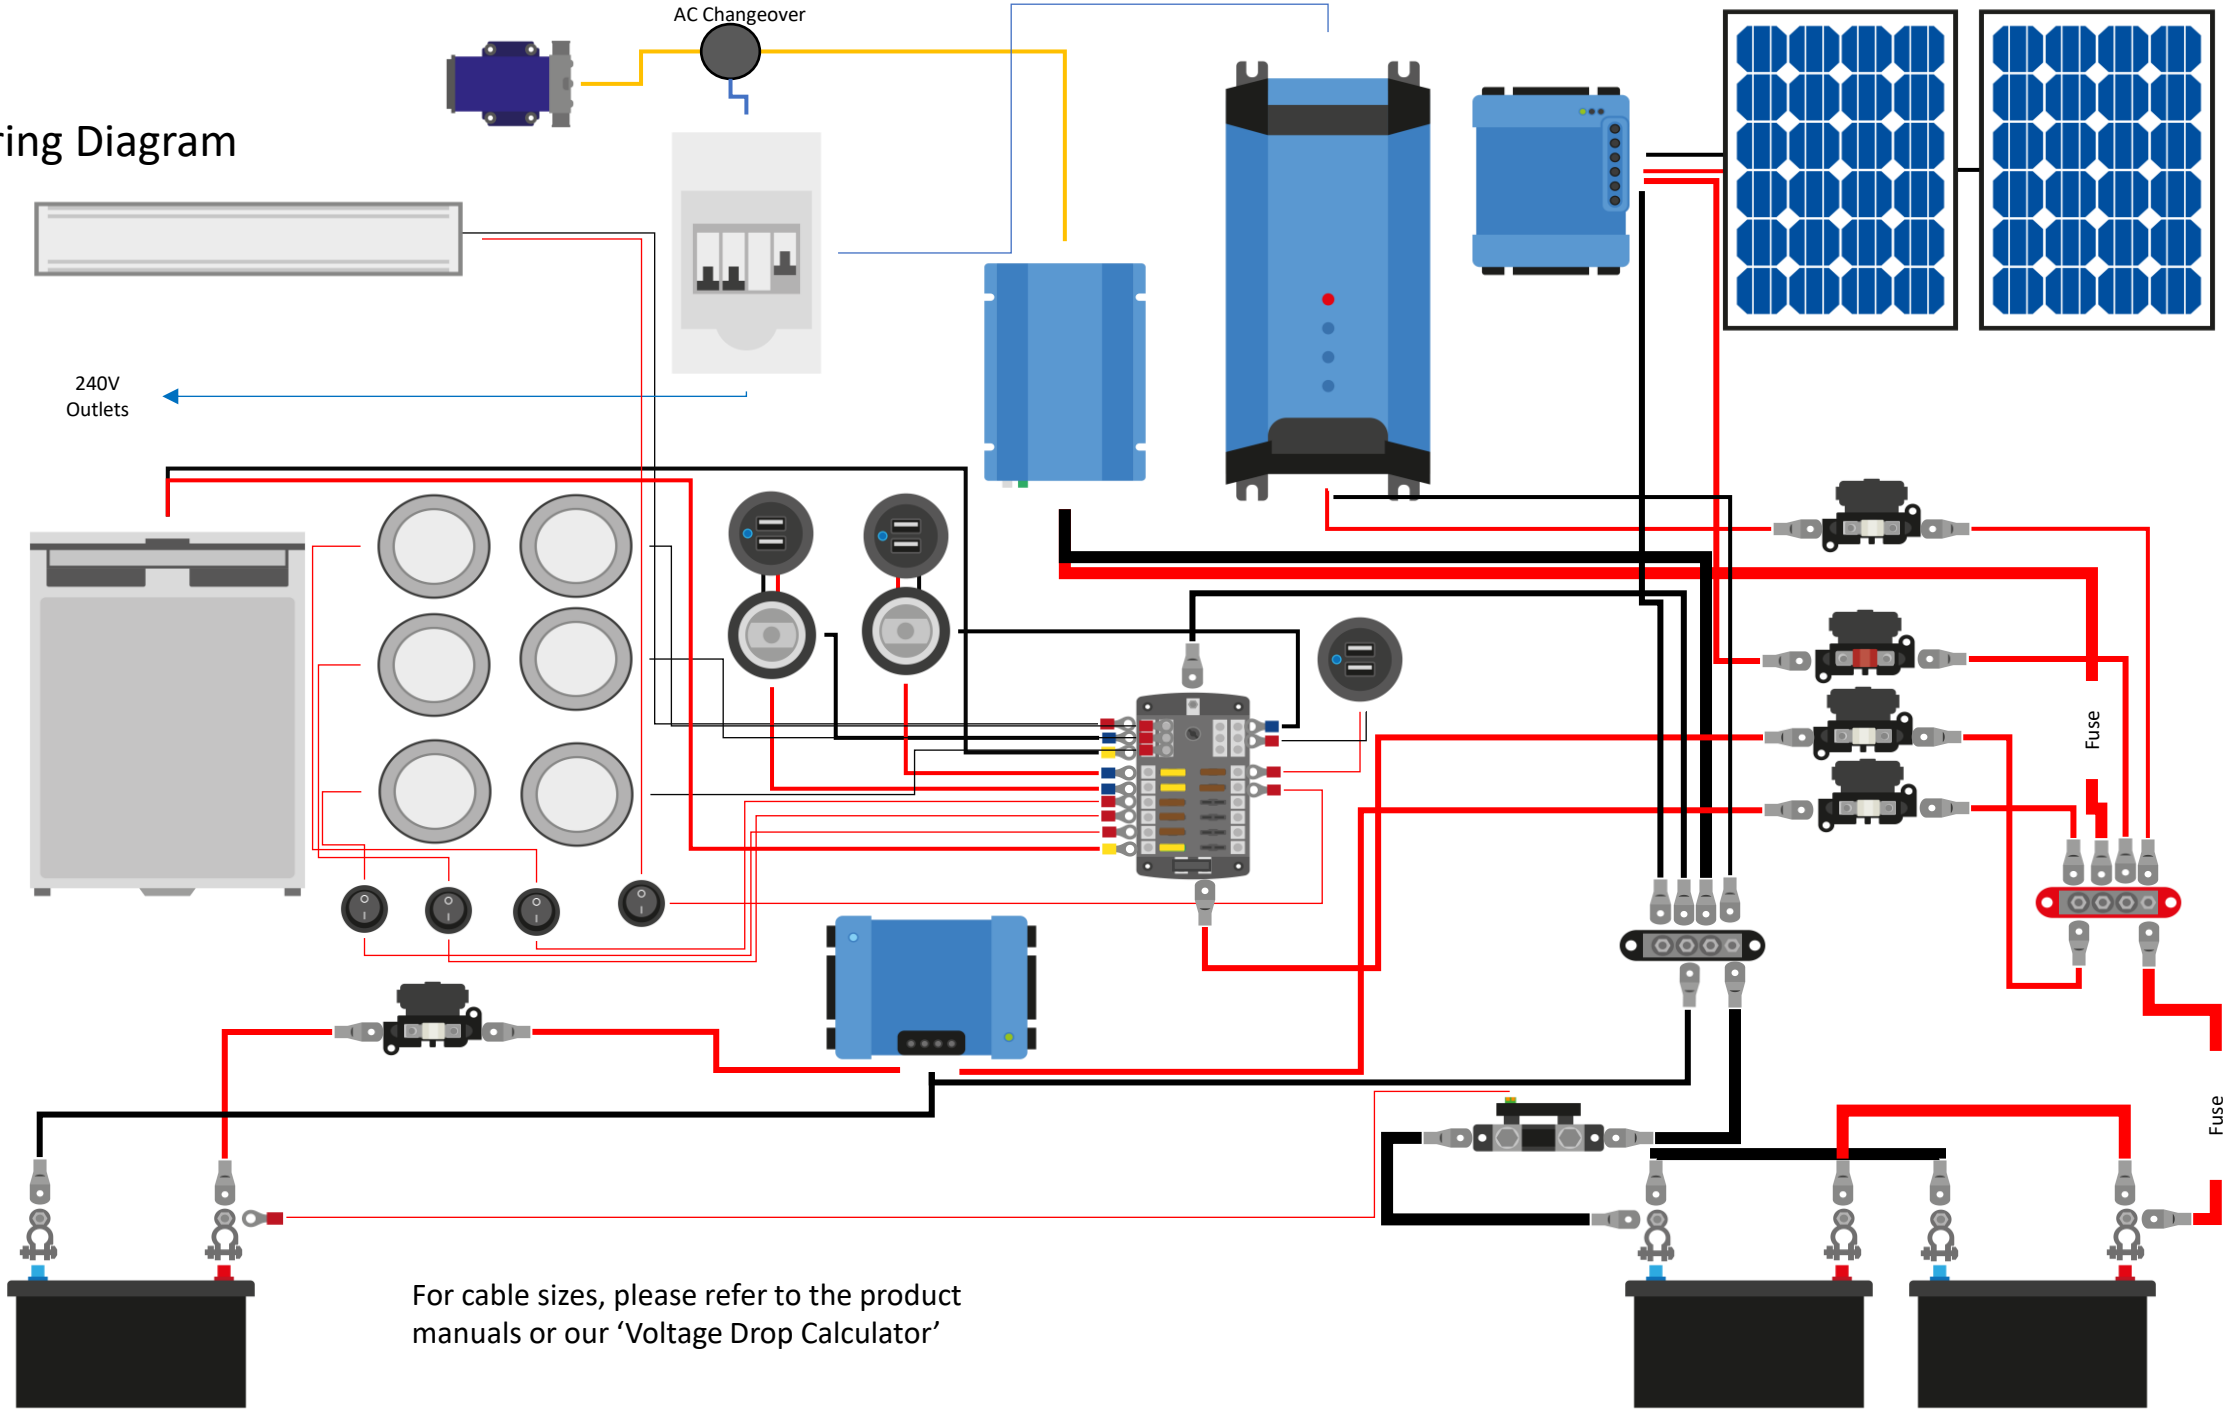 AC Changeover
ring Diagram
240V
Outlets
Fuse
Fuse
For cable sizes, please refer to the product
manuals or our ‘Voltage Drop Calculator’